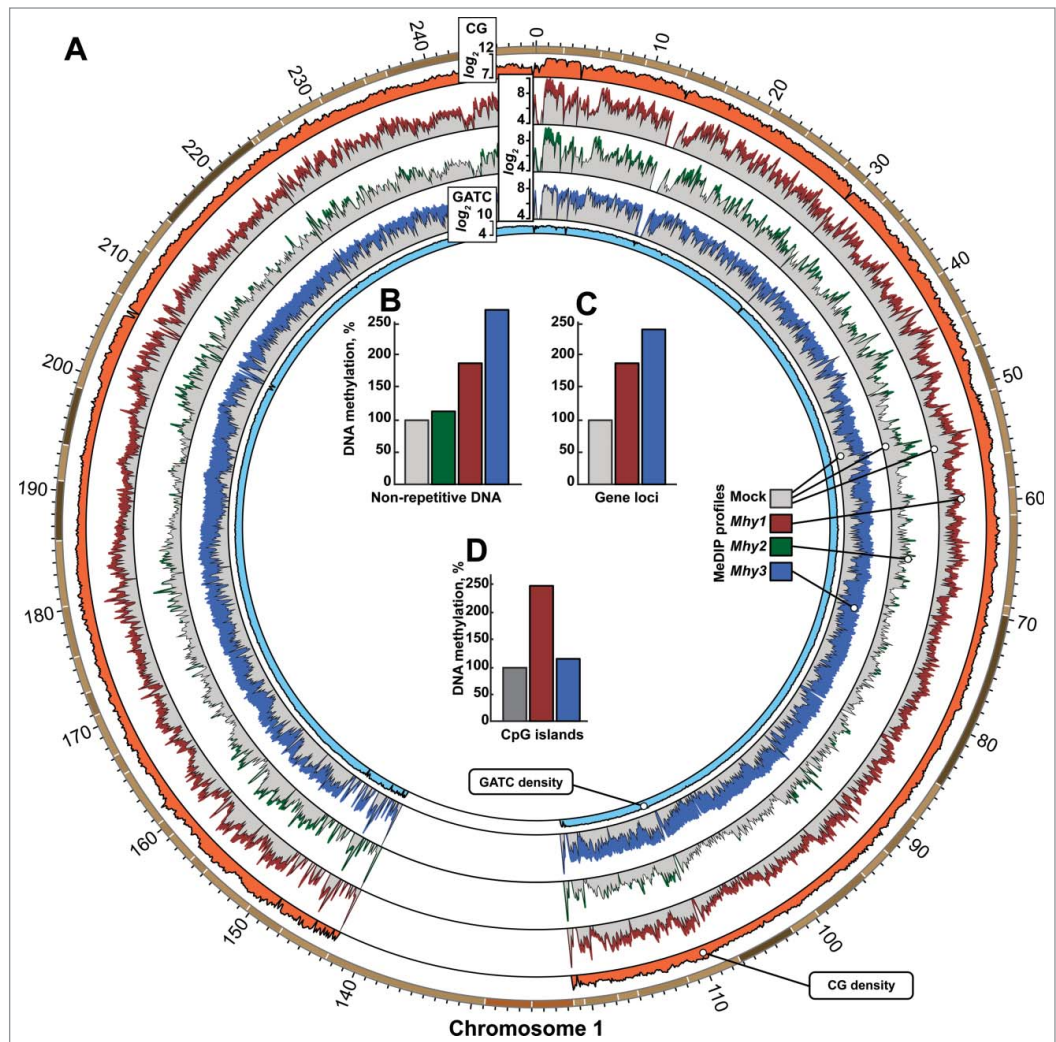 A
CG
log2
12
7
8
4
8
4
log2
8
4
GATC
log2
10
4
0
10
20
30
40
50
60
70
80
90
100
110
140
150
160
170
180
190
200
210
220
230
240
B
DNA methylation, %
250
200
150
100
50
0
Non-repetitive DNA
C
250
200
150
100
50
0
Gene loci
MeDIP profiles
Mock
Mhy1
Mhy2
Mhy3
D
DNA methylation, %
250
200
150
100
50
0
CpG islands
GATC density
CG density
Chromosome 1